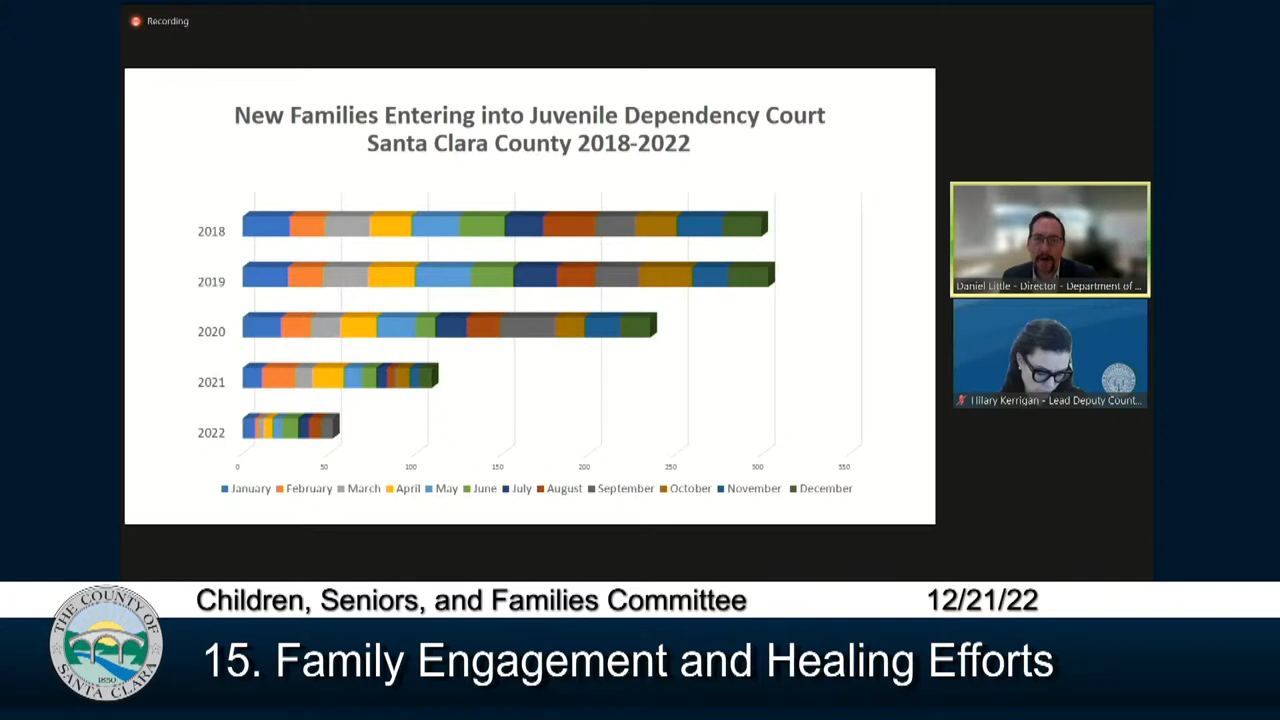 Recording
New Families Entering into Juvenile Dependency Court
Santa Clara County 2018-2022
2018
2019
2020
2021
2022
0 50 100 150 200 250 300 350
January February March April May June July August September October November December
Daniel Little - Director - Department of ...
Hilary Kerrigan - Lead Deputy Count...
Children, Seniors, and Families Committee 12/21/22
15. Family Engagement and Healing Efforts
THE COUNTY OF
SANTA CLARA
1850